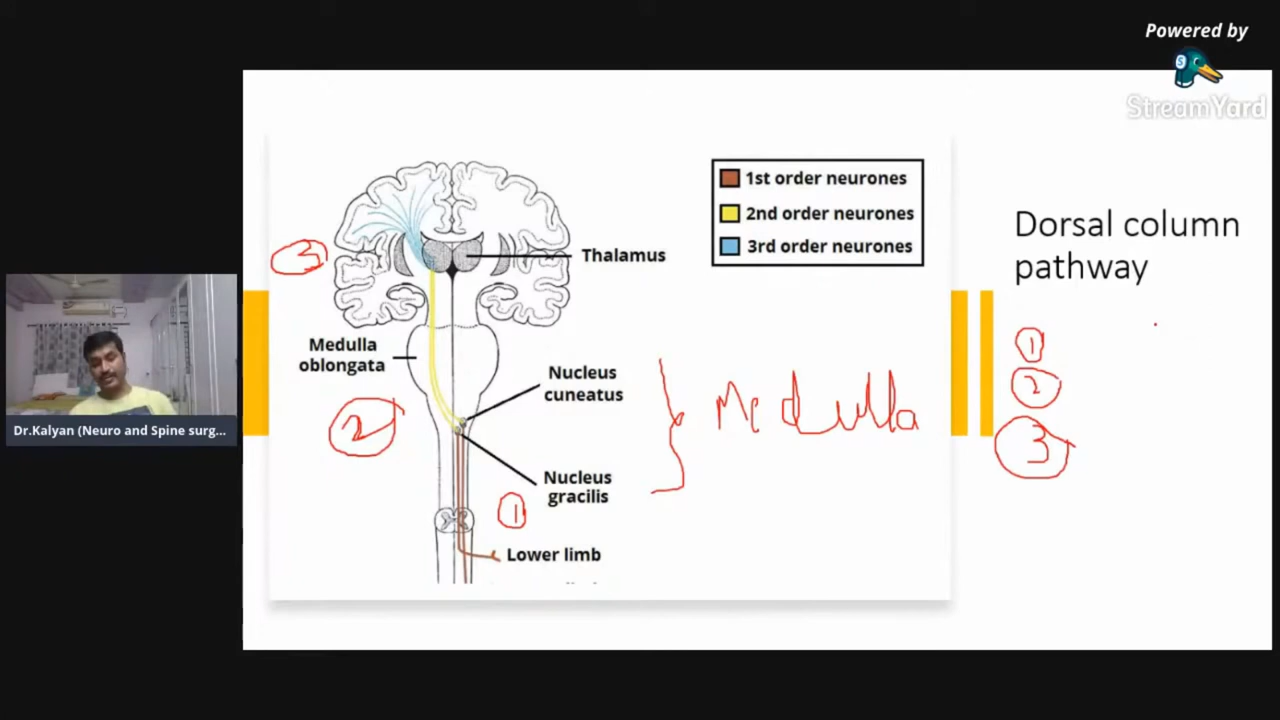 Powered by
StreamYard
1st order neurones
2nd order neurones
3rd order neurones
Dorsal column
pathway
3
Thalamus
Medulla
oblongata
Nucleus
cuneatus
Medulla
1
2
3
2
Nucleus
gracilis
1
Lower limb
Dr.Kalyan (Neuro and Spine surg...